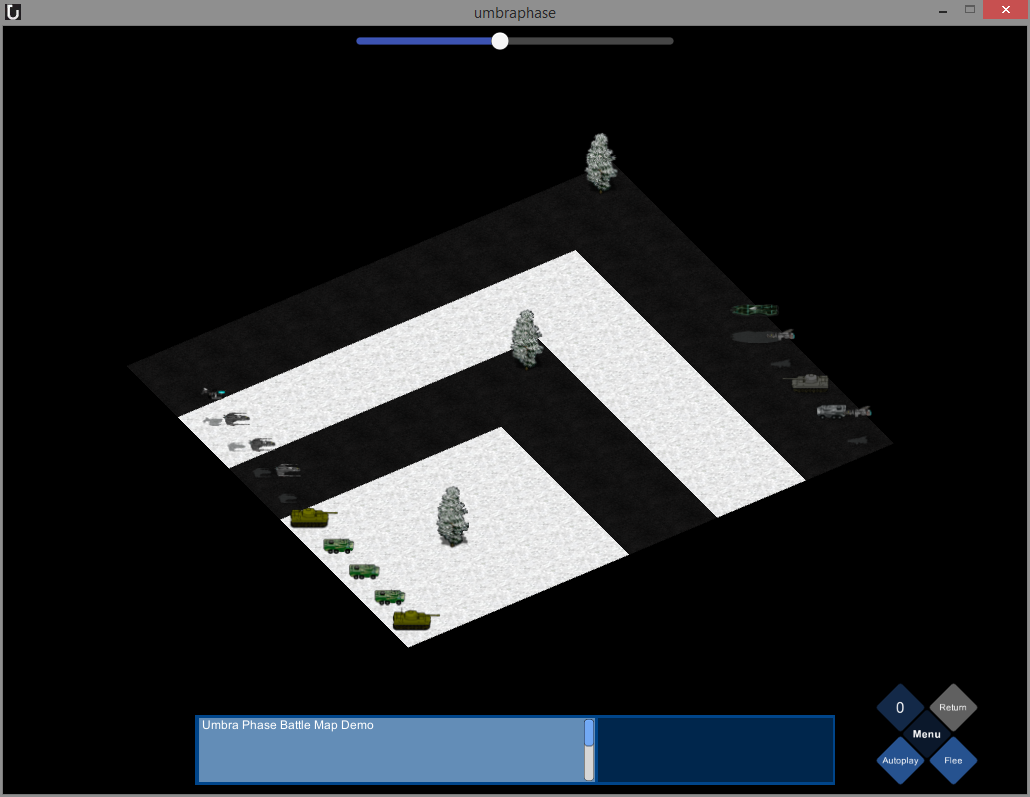 umbraphase
Umbra Phase Battle Map Demo
0
Return
Menu
Autoplay
Flee